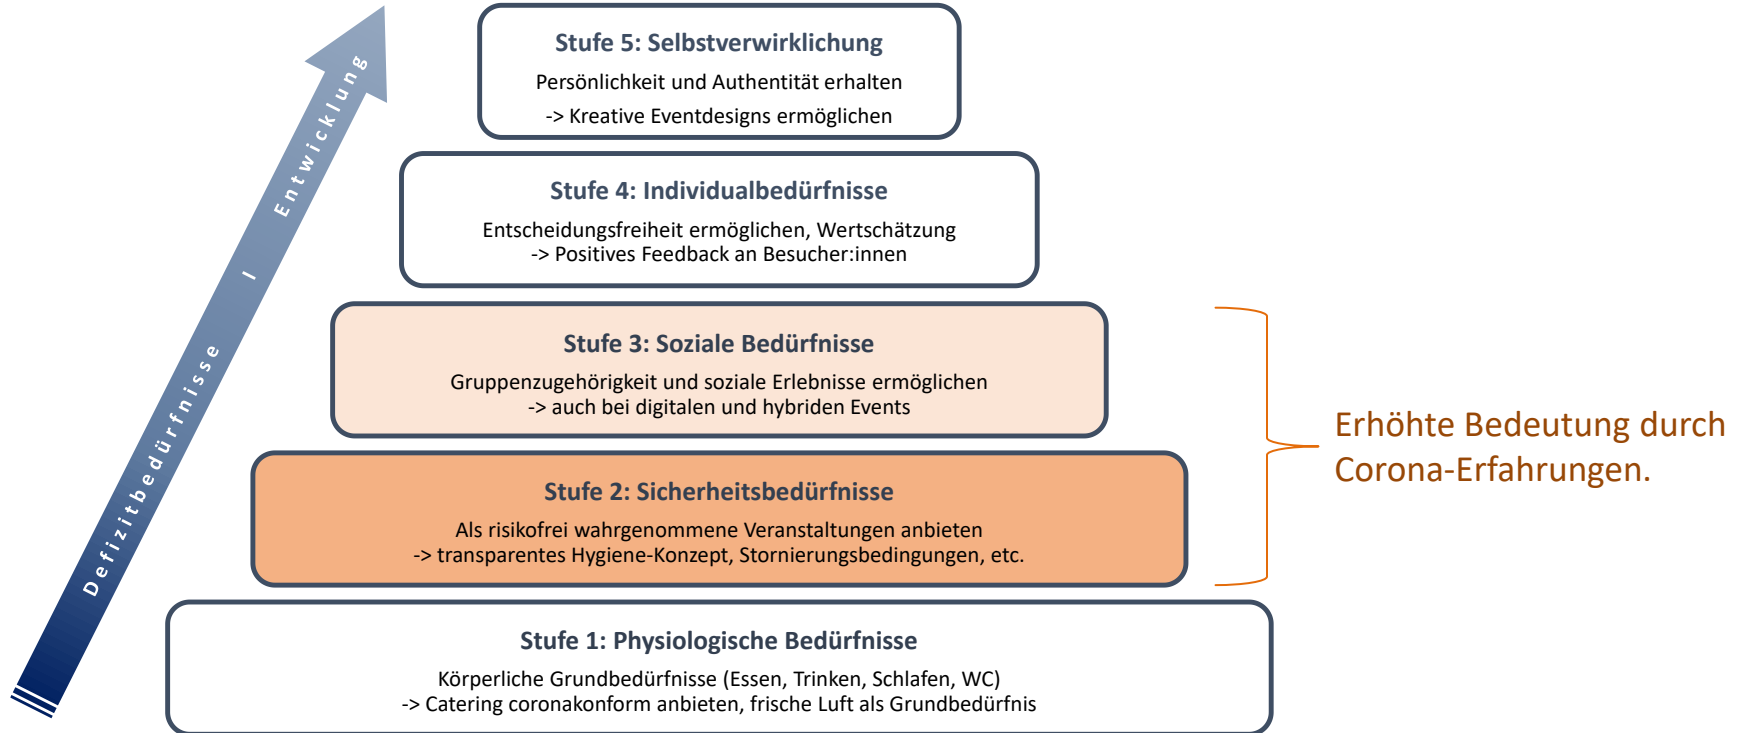 Stufe 5: Selbstverwirklichung
Persönlichkeit und Authentität erhalten
-> Kreative Eventdesigns ermöglichen
Stufe 4: Individualbedürfnisse
Entscheidungsfreiheit ermöglichen, Wertschätzung
-> Positives Feedback an Besucher:innen
Stufe 3: Soziale Bedürfnisse
Gruppenzugehörigkeit und soziale Erlebnisse ermöglichen
-> auch bei digitalen und hybriden Events
Stufe 2: Sicherheitsbedürfnisse
Als risikofrei wahrgenommene Veranstaltungen anbieten
-> transparentes Hygiene-Konzept, Stornierungsbedingungen, etc.
Stufe 1: Physiologische Bedürfnisse
Körperliche Grundbedürfnisse (Essen, Trinken, Schlafen, WC)
-> Catering coronakonform anbieten, frische Luft als Grundbedürfnis
Defizitbedürfnisse I Entwicklung
Erhöhte Bedeutung durch
Corona-Erfahrungen.